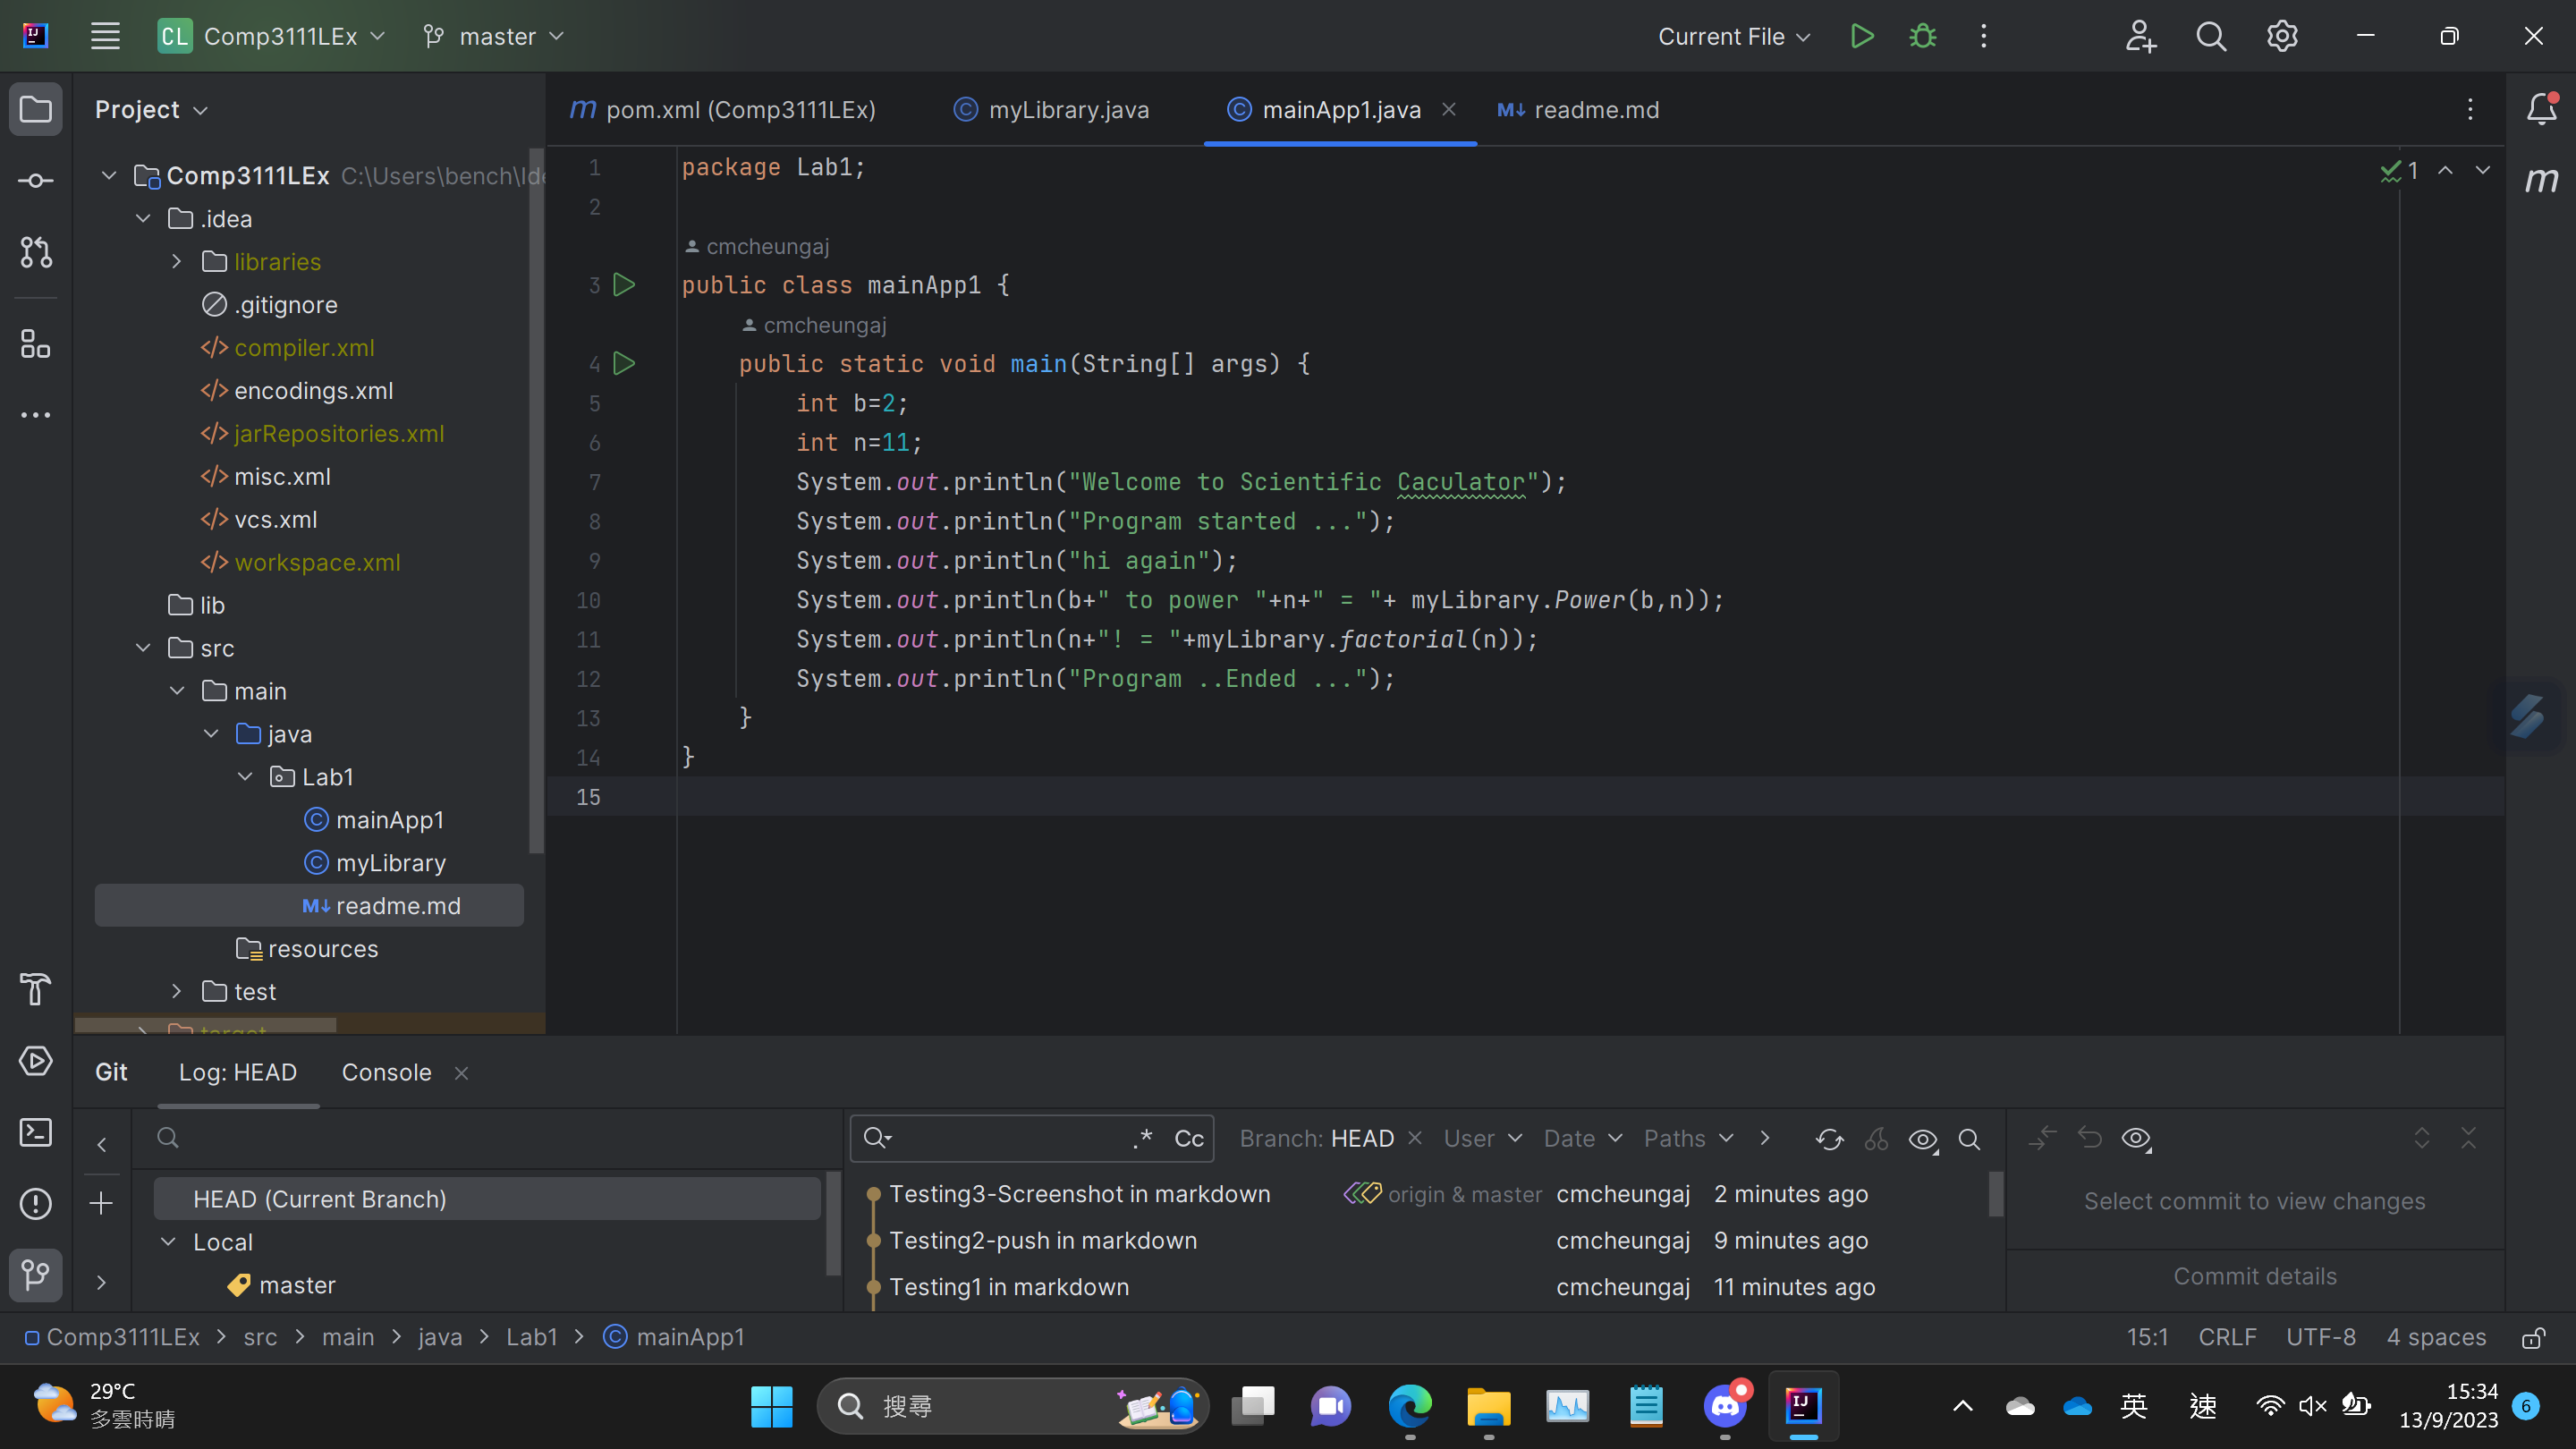 CL Comp3111LEx master Current File
Project
pom.xml (Comp3111LEx) myLibrary.java mainApp1.java readme.md
Comp3111LEx C:\Users\bench\Ide
.idea
libraries
.gitignore
compiler.xml
encodings.xml
jarRepositories.xml
misc.xml
vcs.xml
workspace.xml
lib
src
main
java
Lab1
mainApp1
myLibrary
readme.md
resources
test
target
1 package Lab1;
2
cmcheungaj
3 public class mainApp1 {
cmcheungaj
4 public static void main(String[] args) {
5 int b=2;
6 int n=11;
7 System.out.println("Welcome to Scientific Caculator");
8 System.out.println("Program started ...");
9 System.out.println("hi again");
10 System.out.println(b+" to power "+n+" = "+ myLibrary.Power(b,n));
11 System.out.println(n+"! = "+myLibrary.factorial(n));
12 System.out.println("Program ..Ended ...");
13 }
14 }
15
1
m
Git Log: HEAD Console
.* Cc Branch: HEAD User Date Paths
HEAD (Current Branch)
Local
master
Testing3-Screenshot in markdown origin & master cmcheungaj 2 minutes ago
Testing2-push in markdown cmcheungaj 9 minutes ago
Testing1 in markdown cmcheungaj 11 minutes ago
Select commit to view changes
Commit details
Comp3111LEx > src > main > java > Lab1 > mainApp1 15:1 CRLF UTF-8 4 spaces
29°C
多雲時晴
搜尋
英 速
15:34
13/9/2023
6